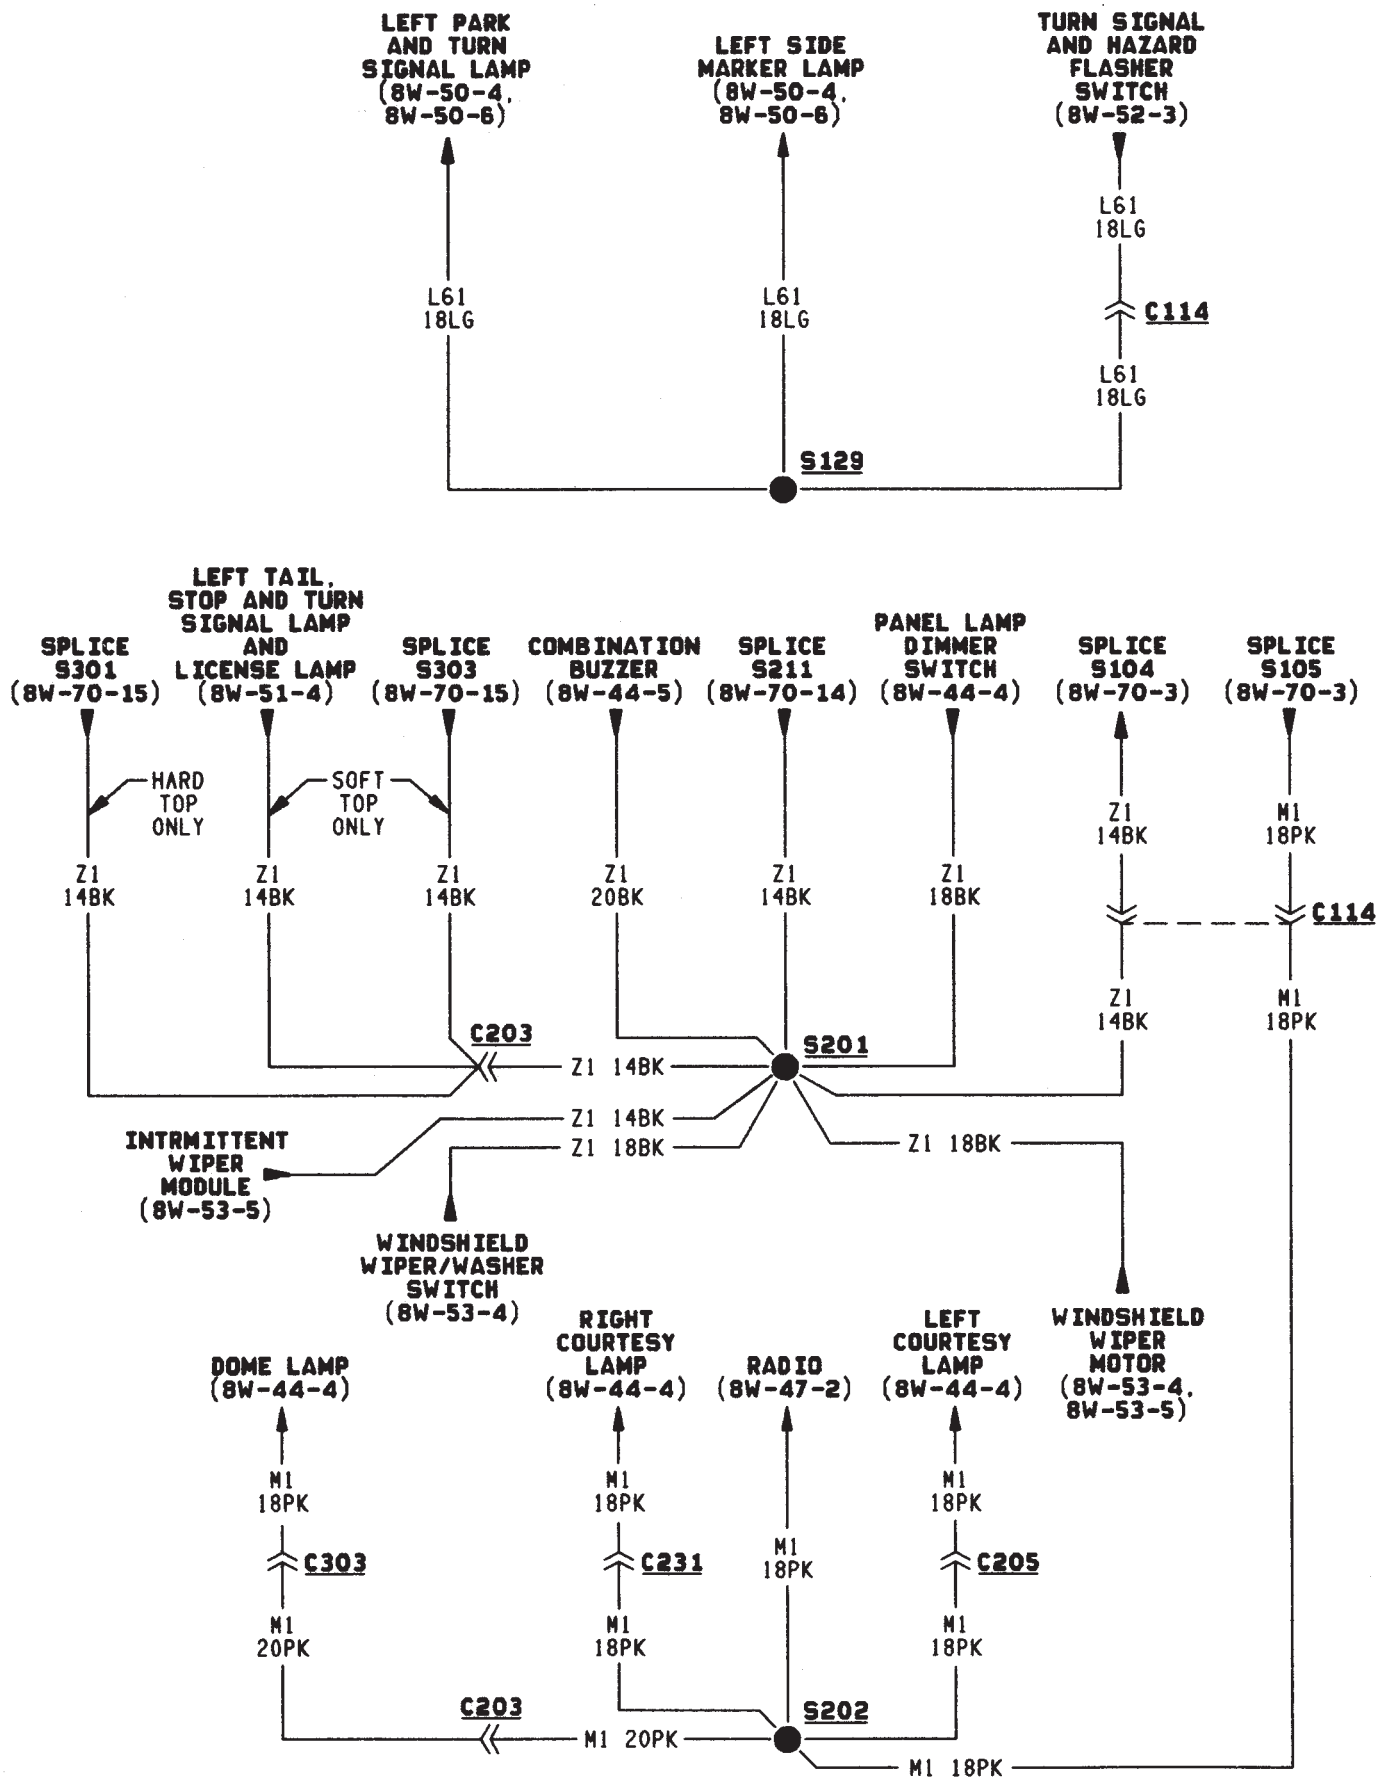 LEFT PARK
AND TURN
SIGNAL LAMP
(8W-50-4,
8W-50-6)
LEFT SIDE
MARKER LAMP
(8W-50-4,
8W-50-6)
TURN SIGNAL
AND HAZARD
FLASHER
SWITCH
(8W-52-3)
L61
18LG
L61
18LG
L61
18LG
C114
L61
18LG
S129
SPLICE
S301
(8W-70-15)
LEFT TAIL,
STOP AND TURN
SIGNAL LAMP
AND
LICENSE LAMP
(8W-51-4)
SPLICE
S303
(8W-70-15)
COMBINATION
BUZZER
(8W-44-5)
SPLICE
S211
(8W-70-14)
PANEL LAMP
DIMMER
SWITCH
(8W-44-4)
SPLICE
S104
(8W-70-3)
SPLICE
S105
(8W-70-3)
HARD
TOP
ONLY
SOFT
TOP
ONLY
Z1
14BK
M1
18PK
Z1
14BK
Z1
14BK
Z1
14BK
Z1
20BK
Z1
14BK
Z1
18BK
C114
Z1
14BK
M1
18PK
C203
Z1 14BK
S201
Z1 14BK
Z1 18BK
Z1 18BK
INTRMITTENT
WIPER
MODULE
(8W-53-5)
WINDSHIELD
WIPER/WASHER
SWITCH
(8W-53-4)
WINDSHIELD
WIPER
MOTOR
(8W-53-4,
8W-53-5)
DOME LAMP
(8W-44-4)
RIGHT
COURTESY
LAMP
(8W-44-4)
RADIO
(8W-47-2)
LEFT
COURTESY
LAMP
(8W-44-4)
M1
18PK
M1
18PK
M1
18PK
M1
18PK
C303
C231
C205
M1
20PK
M1
18PK
M1
18PK
C203
M1 20PK
S202
M1 18PK